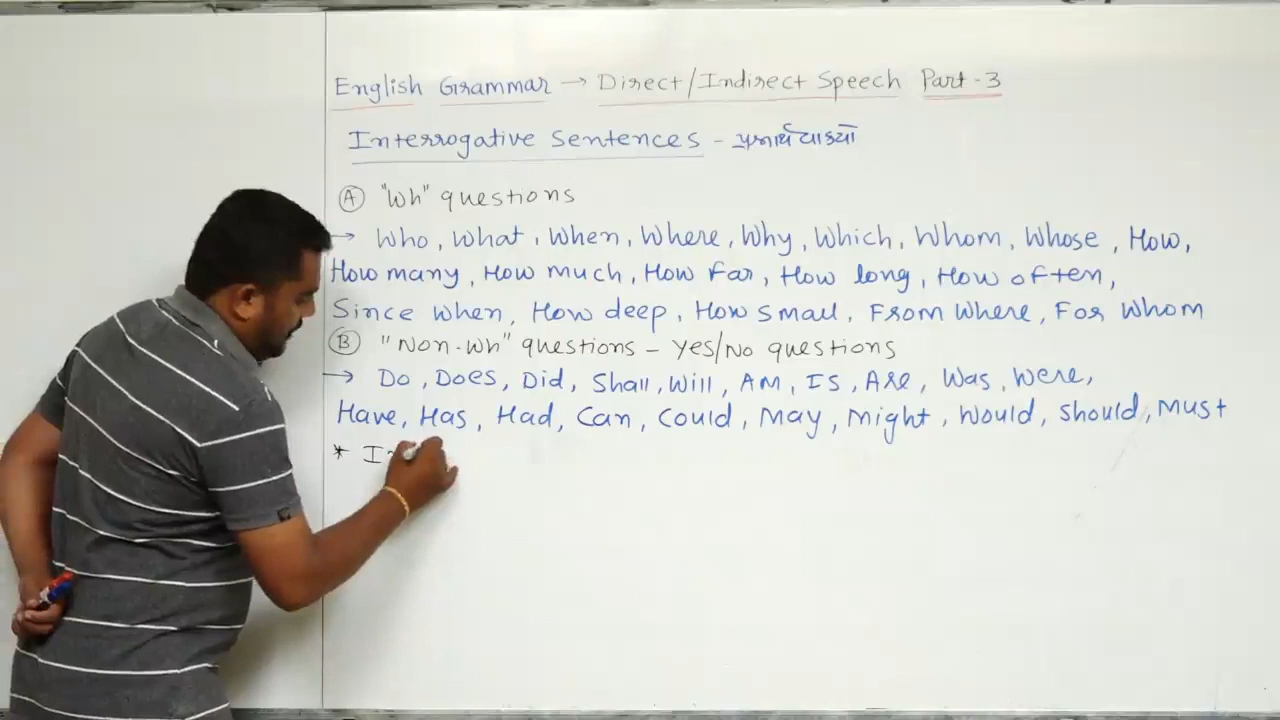 English Grammar → Direct/Indirect Speech Part-3
Interrogative Sentences - પ્રશ્નાર્થ વાક્યો
Ⓐ "Wh" questions
→ Who, What, When, Where, Why, Which, Whom, Whose, How,
How many, How much, How far, How long, How often,
Since when, How deep, How small, From Where, For Whom
Ⓑ "Non-Wh" questions - Yes/No questions
→ Do, Does, Did, Shall, Will, AM, IS, Are, Was, Were,
Have, Has, Had, Can, Could, May, Might, Would, Should, Must
* I